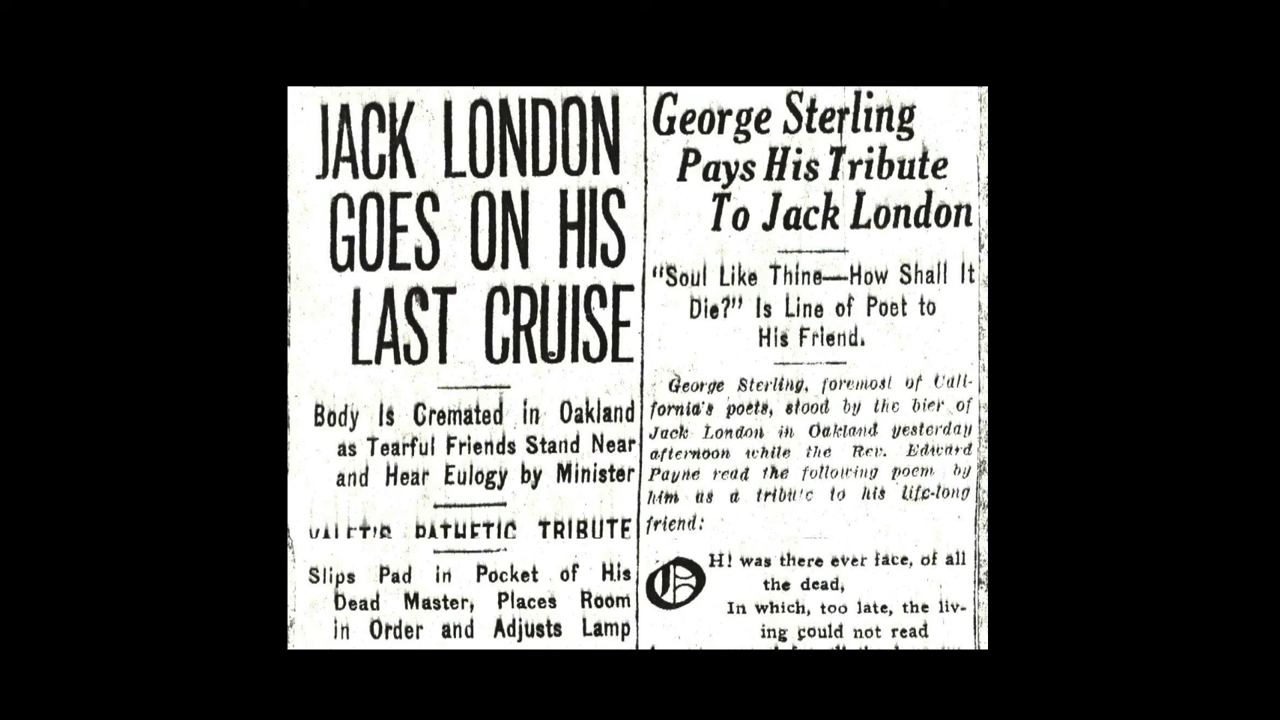 JACK LONDON
GOES ON HIS
LAST CRUISE
Body Is Cremated in Oakland
as Tearful Friends Stand Near
and Hear Eulogy by Minister
VALET'S PATHETIC TRIBUTE
Slips Pad in Pocket of His
Dead Master, Places Room
in Order and Adjusts Lamp
George Sterling
Pays His Tribute
To Jack London
"Soul Like Thine—How Shall It
Die?" Is Line of Poet to
His Friend.
George Sterling, foremost of Cali-
fornia's poets, stood by the bier of
Jack London in Oakland yesterday
afternoon while the Rev. Edward
Payne read the following poem by
him as a tribute to his life-long
friend:
OH! was there ever face, of all
the dead,
In which, too late, the liv-
ing could not read